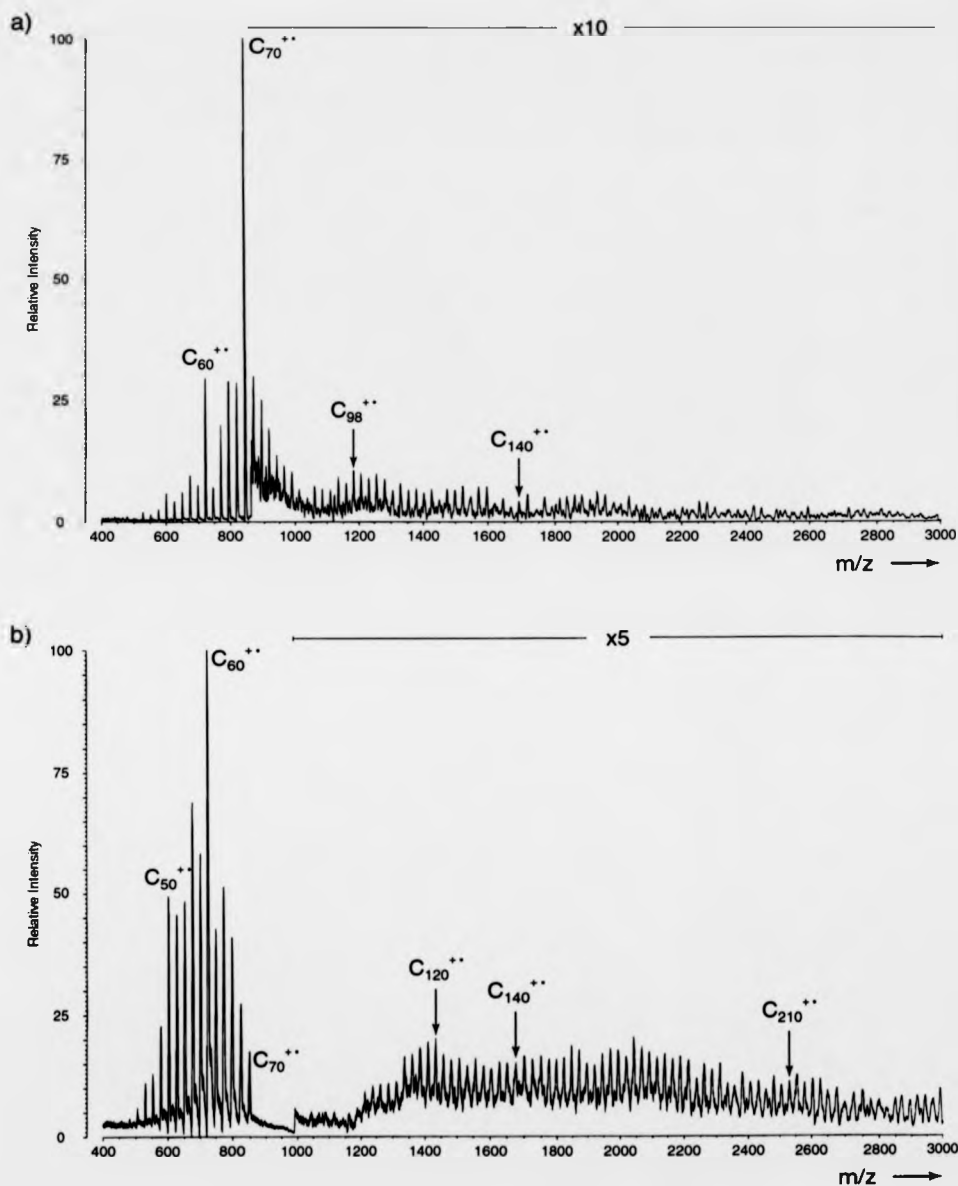 a)
x10
100
C₇₀⁺˙
75
Relative Intensity
50
C₆₀⁺˙
C₉₈⁺˙
25
C₁₄₀⁺˙
0
400 600 800 1000 1200 1400 1600 1800 2000 2200 2400 2600 2800 3000
m/z
b)
x5
100
C₆₀⁺˙
75
Relative Intensity
C₅₀⁺˙
50
C₁₂₀⁺˙
C₁₄₀⁺˙
C₂₁₀⁺˙
25
C₇₀⁺˙
0
400 600 800 1000 1200 1400 1600 1800 2000 2200 2400 2600 2800 3000
m/z